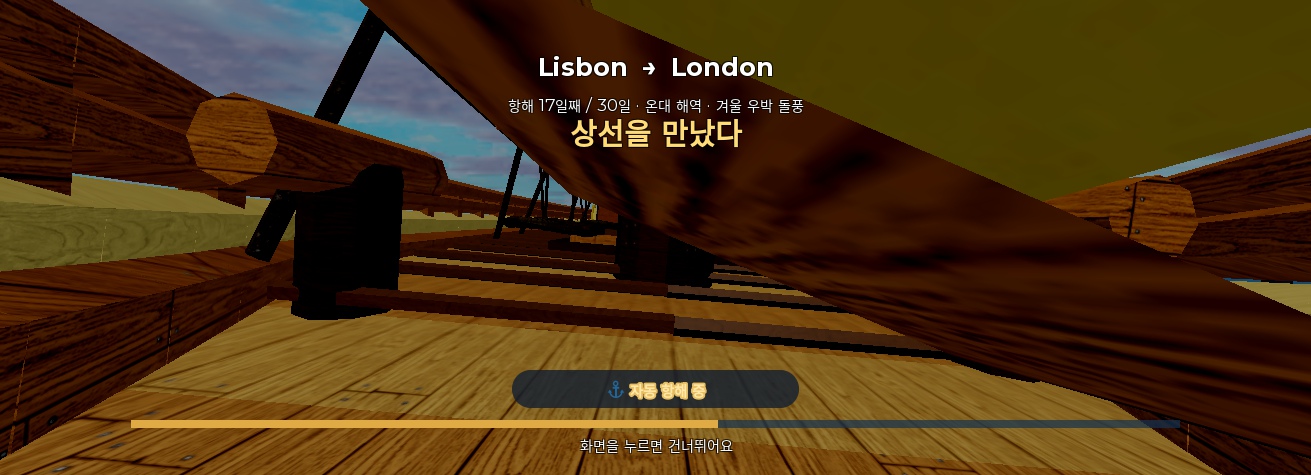 Lisbon → London
항해 17일째 / 30일 · 온대 해역 · 겨울 우박 돌풍
상선을 만났다
⚓ 자동 항해 중
화면을 누르면 건너뛰어요